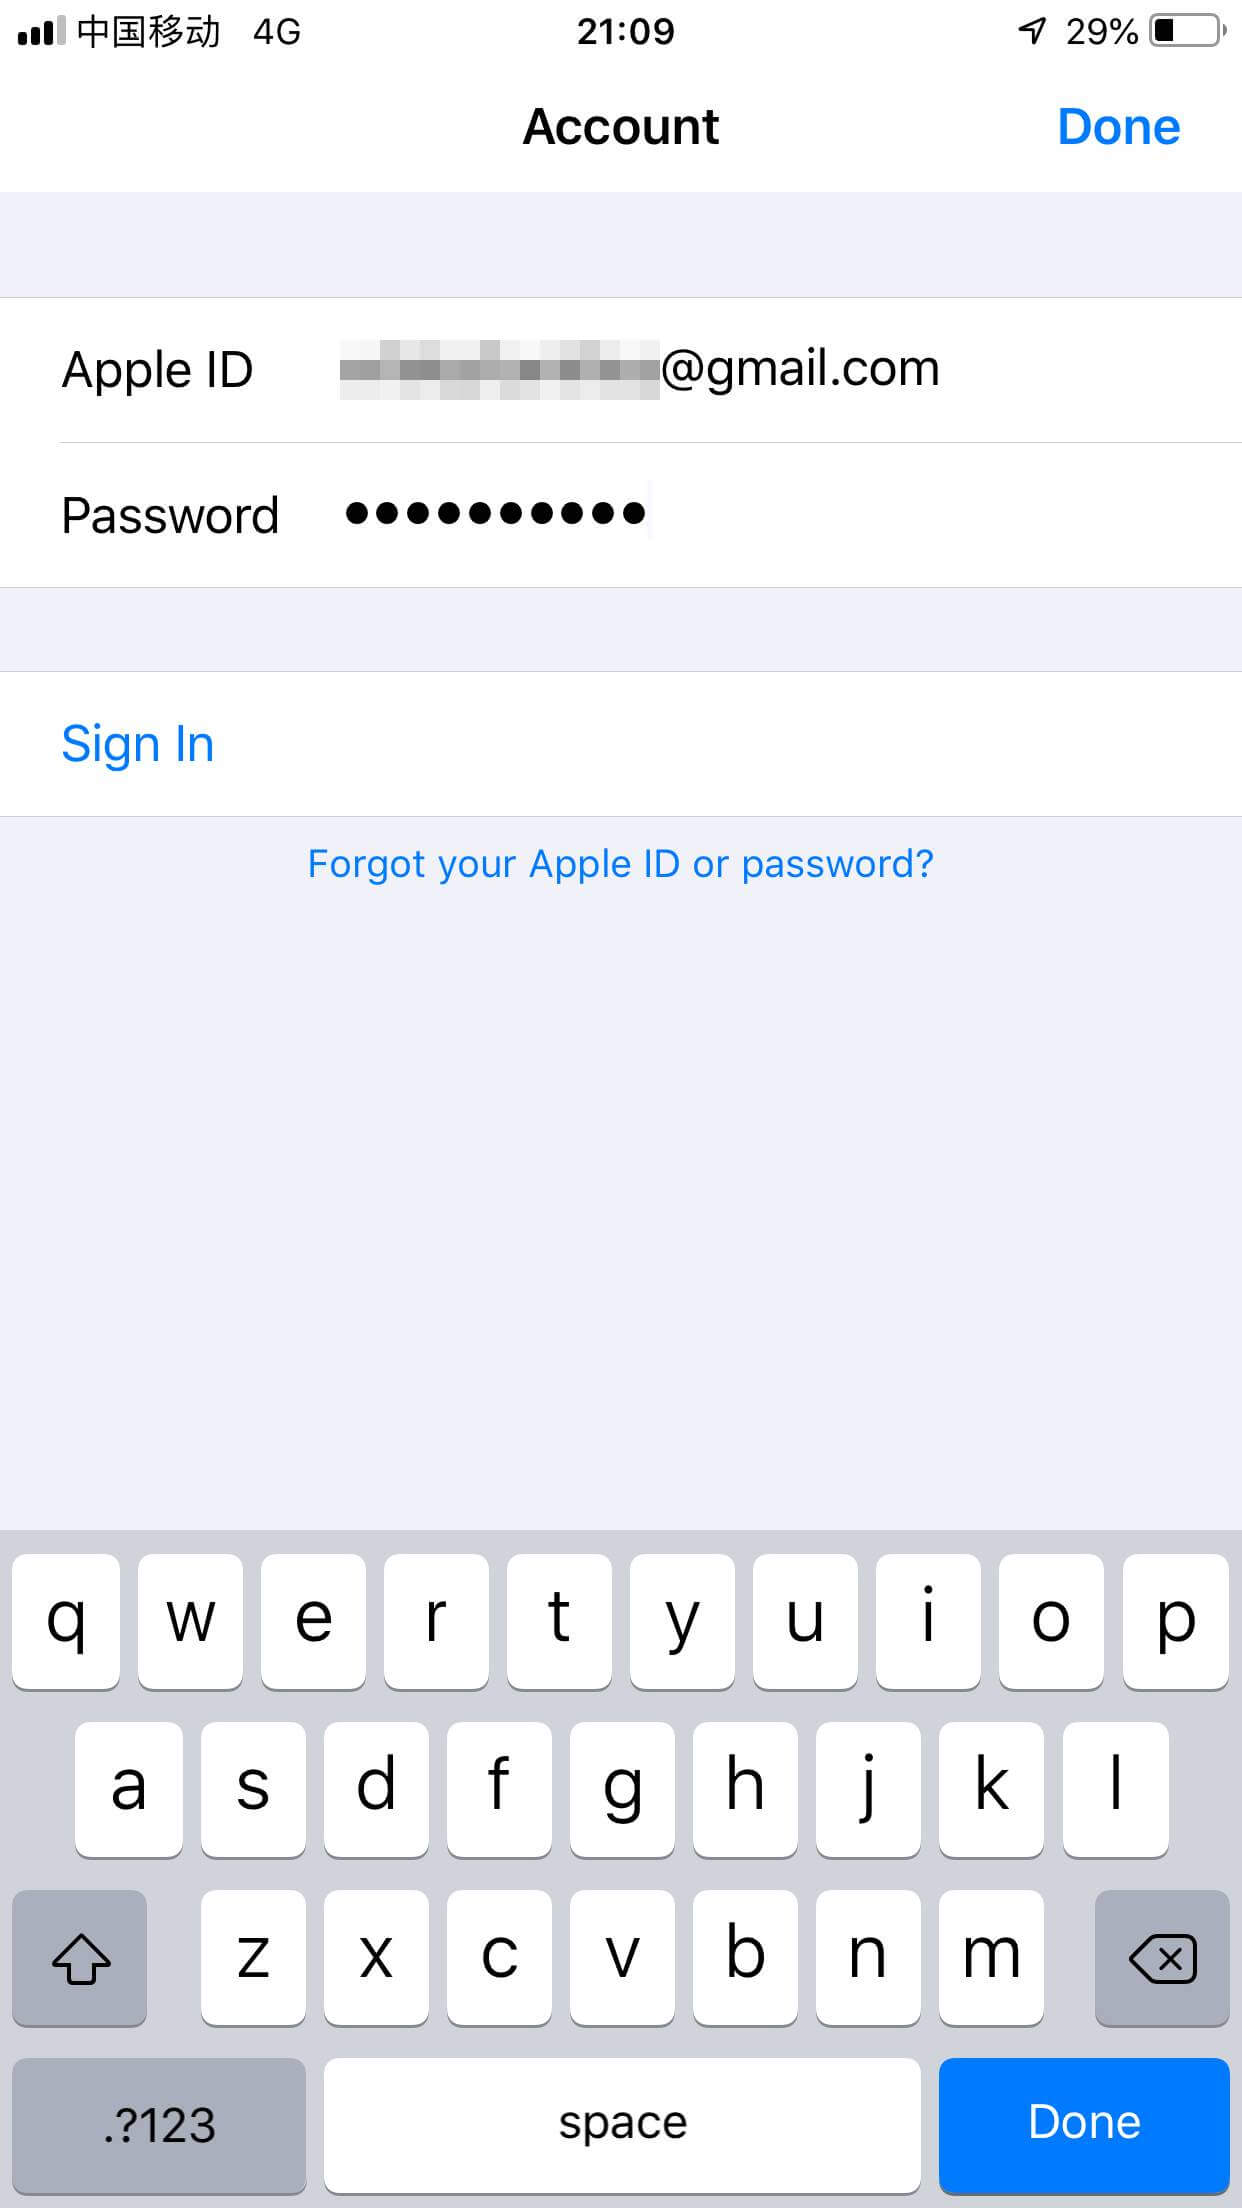 中国移动 4G 21:09 29%
Account Done
Apple ID @gmail.com
Password ●●●●●●●●●●
Sign In
Forgot your Apple ID or password?
q w e r t y u i o p
a s d f g h j k l
z x c v b n m
.?123 space Done